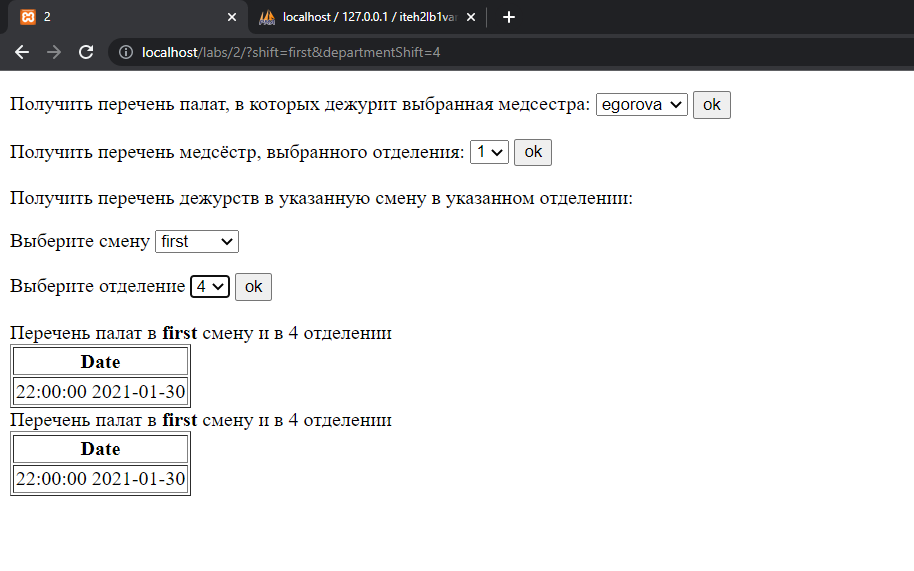 2
localhost / 127.0.0.1 / iteh2lb1var
localhost/labs/2/?shift=first&departmentShift=4
Получить перечень палат, в которых дежурит выбранная медсестра: egorova ok
Получить перечень медсёстр, выбранного отделения: 1 ok
Получить перечень дежурств в указанную смену в указанном отделении:
Выберите смену first
Выберите отделение 4 ok
Перечень палат в first смену и в 4 отделении
Date
22:00:00 2021-01-30
Перечень палат в first смену и в 4 отделении
Date
22:00:00 2021-01-30